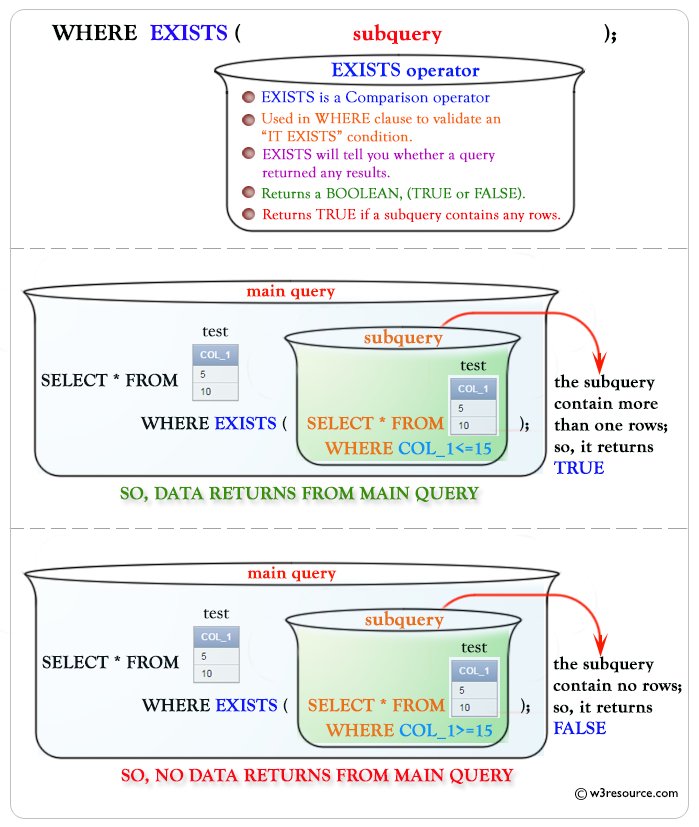 WHERE EXISTS ( subquery );
EXISTS operator
EXISTS is a Comparison operator
Used in WHERE clause to validate an
“IT EXISTS” condition.
EXISTS will tell you whether a query
returned any results.
Returns a BOOLEAN, (TRUE or FALSE).
Returns TRUE if a subquery contains any rows.
main query
test
COL_1
5
10
SELECT * FROM
subquery
test
COL_1
5
10
WHERE EXISTS ( SELECT * FROM );
WHERE COL_1<=15
the subquery
contain more
than one rows;
so, it returns
TRUE
SO, DATA RETURNS FROM MAIN QUERY
main query
test
COL_1
5
10
SELECT * FROM
subquery
test
COL_1
5
10
WHERE EXISTS ( SELECT * FROM );
WHERE COL_1>=15
the subquery
contain no rows;
so, it returns
FALSE
SO, NO DATA RETURNS FROM MAIN QUERY
© w3resource.com